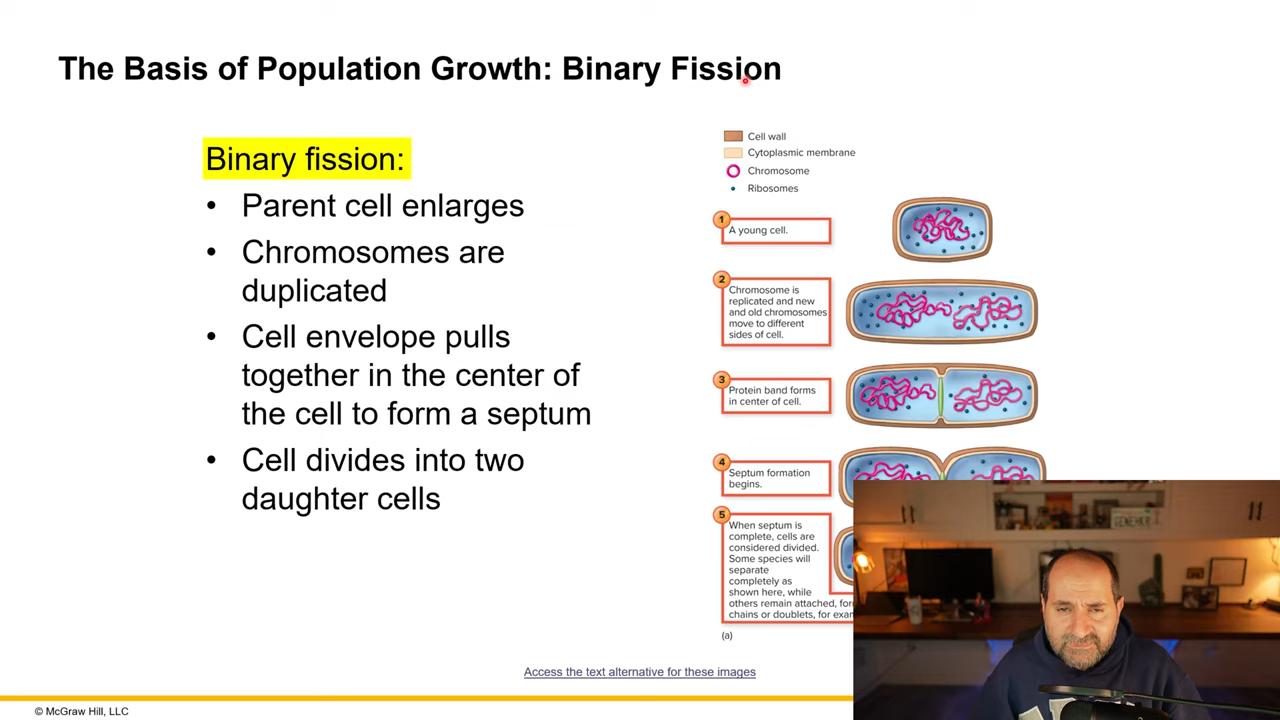 The Basis of Population Growth: Binary Fission
Binary fission:
• Parent cell enlarges
• Chromosomes are
duplicated
• Cell envelope pulls
together in the center of
the cell to form a septum
• Cell divides into two
daughter cells
Cell wall
Cytoplasmic membrane
Chromosome
Ribosomes
1
A young cell.
2
Chromosome is
replicated and new
and old chromosomes
move to different
sides of cell.
3
Protein band forms
in center of cell.
4
Septum formation
begins.
5
When septum is
complete, cells are
considered divided.
Some species will
separate
completely as
shown here, while
others remain attached,
chains or doublets, for
(a)
Access the text alternative for these images
© McGraw Hill, LLC